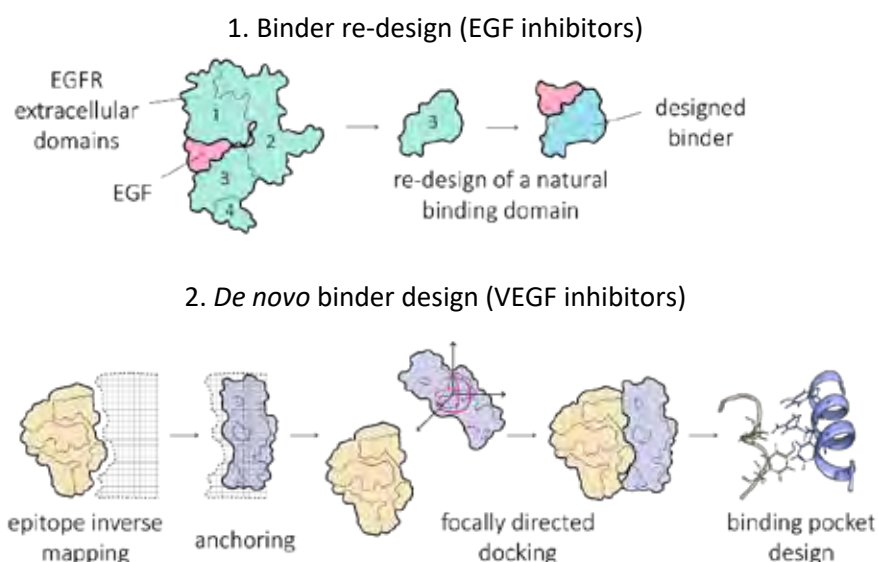 1. Binder re-design (EGF inhibitors)
EGFR
extracellular
domains
EGF
1
2
3
4
3
re-design of a natural
binding domain
designed
binder
2. De novo binder design (VEGF inhibitors)
epitope inverse
mapping
anchoring
focally directed
docking
binding pocket
design